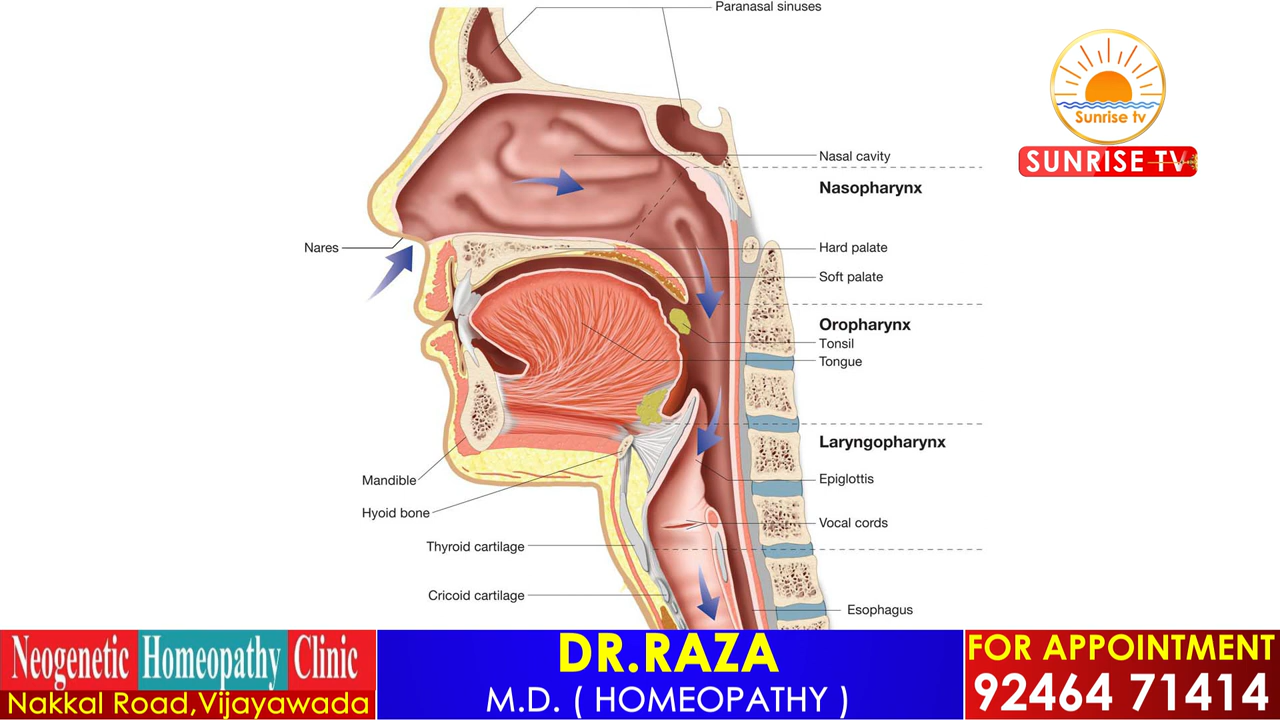 Paranasal sinuses
Sunrise tv
SUNRISE TV
Nasal cavity
Nasopharynx
Nares
Hard palate
Soft palate
Oropharynx
Tonsil
Tongue
Laryngopharynx
Mandible
Epiglottis
Hyoid bone
Vocal cords
Thyroid cartilage
Cricoid cartilage
Esophagus
Neogenetic Homeopathy Clinic
Nakkal Road,Vijayawada
DR.RAZA
M.D. ( HOMEOPATHY )
FOR APPOINTMENT
92464 71414